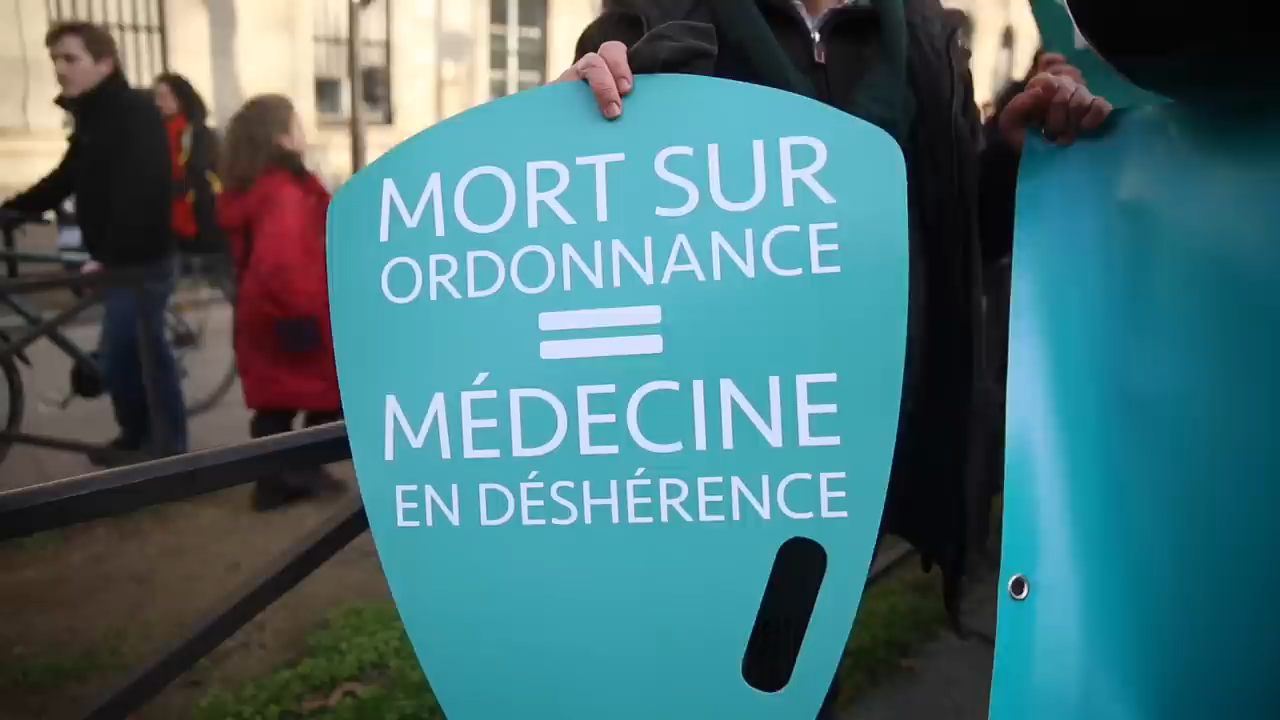 MORT SUR
ORDONNANCE
=
MÉDECINE
EN DÉSHÉRENCE